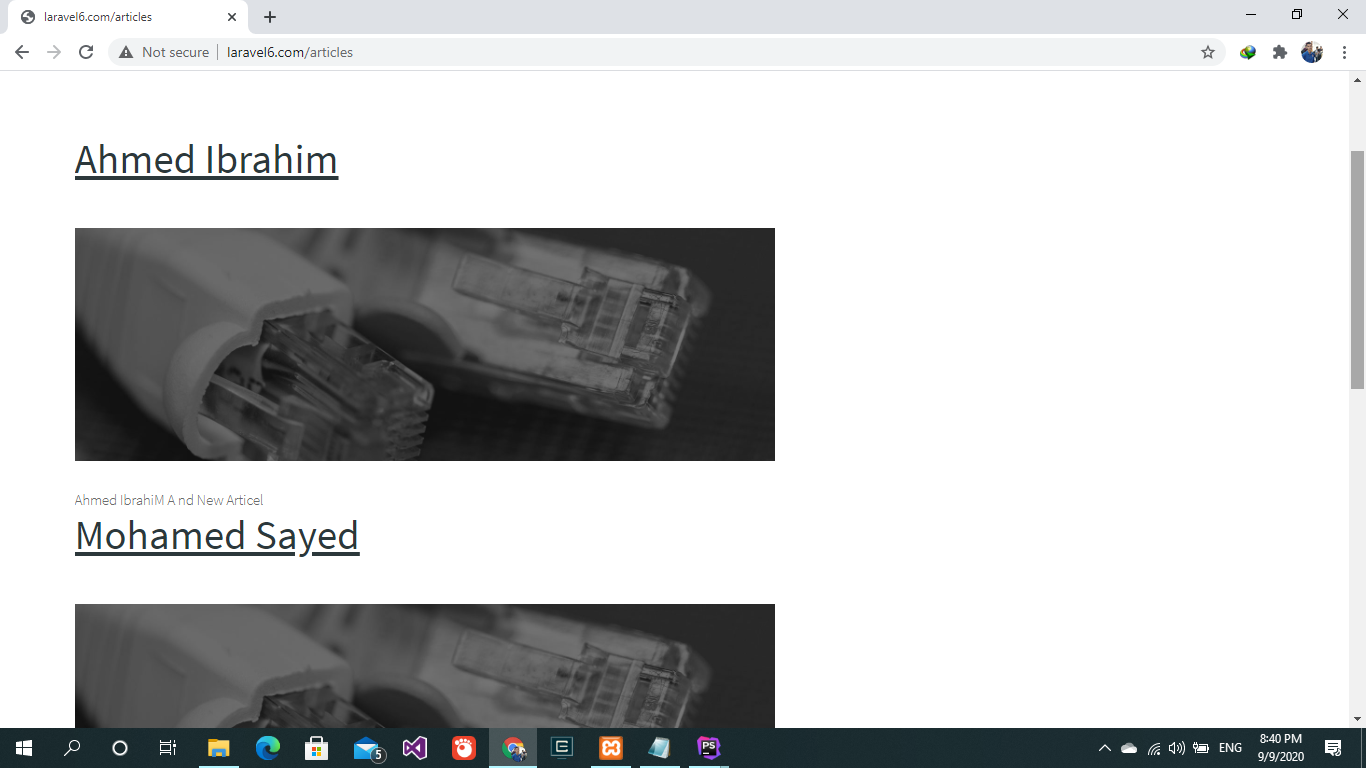 laravel6.com/articles
Not secure
laravel6.com/articles
Ahmed Ibrahim
Ahmed IbrahiM A nd New Articel
Mohamed Sayed
5
PS
ENG
8:40 PM
9/9/2020